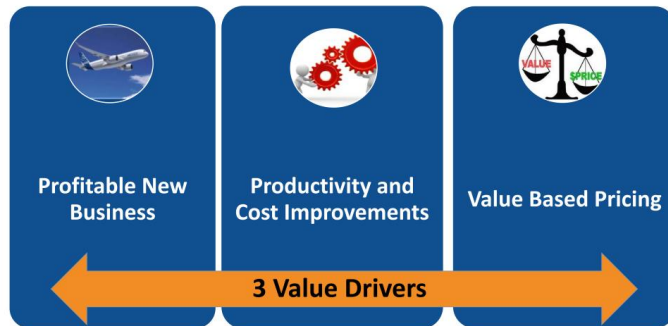 VALUE
$PRICE
Profitable New
Business
Productivity and
Cost Improvements
Value Based Pricing
3 Value Drivers